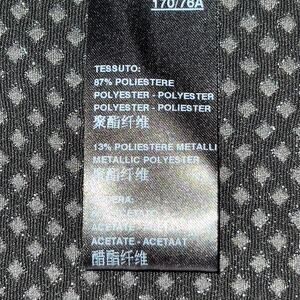 170/76A
TESSUTO:
87% POLIESTERE
POLYESTER - POLYESTER
POLYESTER - POLIESTER
聚酯纤维
13% POLIESTERE METALLI
METALLIC POLYESTER
聚酯纤维
ACETATE - ACETAAT
醋酯纤维